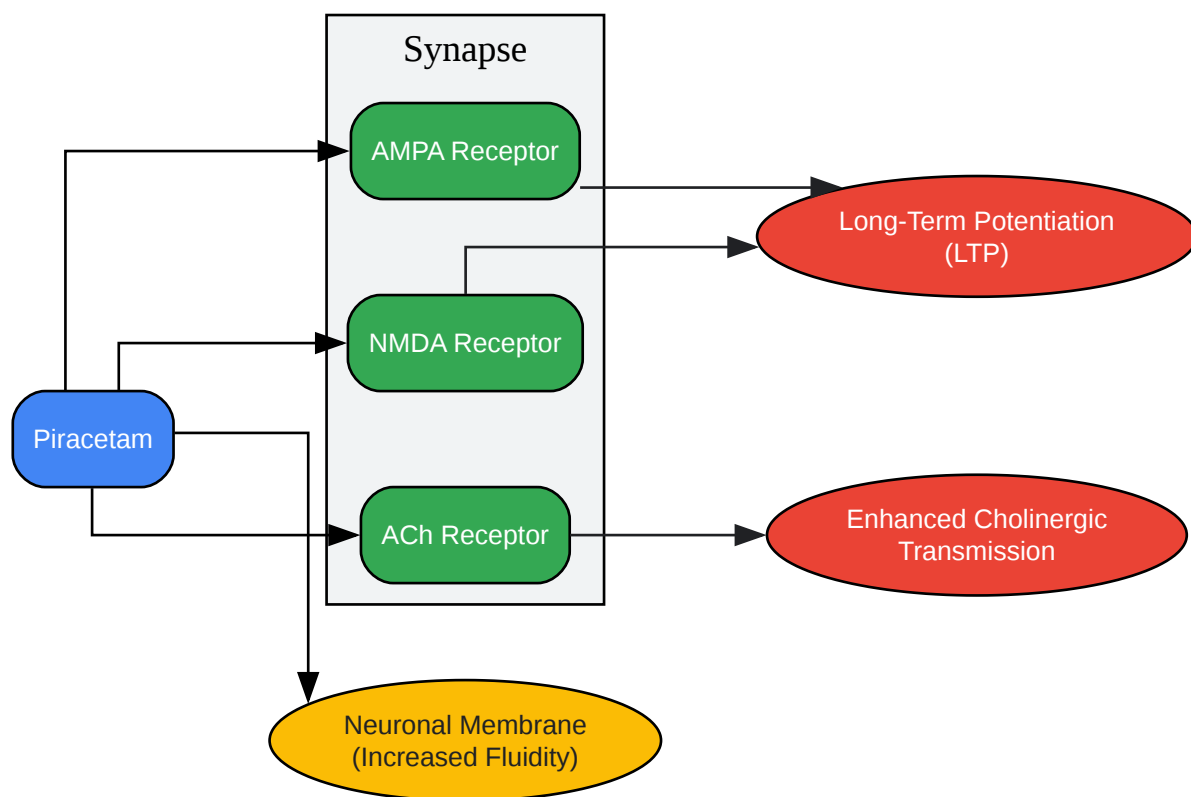 Synapse
AMPA Receptor
Long-Term Potentiation
(LTP)
NMDA Receptor
Piracetam
ACh Receptor
Enhanced Cholinergic
Transmission
Neuronal Membrane
(Increased Fluidity)